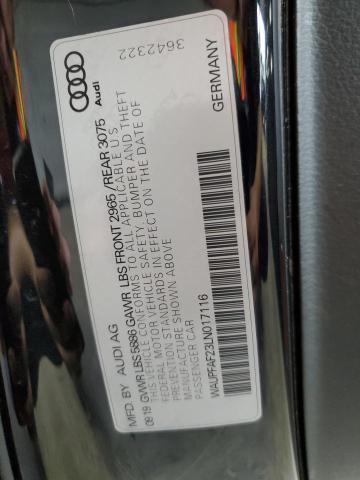 Audi
3642322
MFD. BY AUDI AG
09.19 GVWR LBS 5886 GAWR LBS FRONT 2965 /REAR 3075
THIS VEHICLE CONFORMS TO ALL APPLICABLE U.S.
FEDERAL MOTOR VEHICLE SAFETY, BUMPER AND THEFT
PREVENTION STANDARDS IN EFFECT ON THE DATE OF
MANUFACTURE SHOWN ABOVE
PASSENGER CAR
WAUPFAF23LN017116
GERMANY